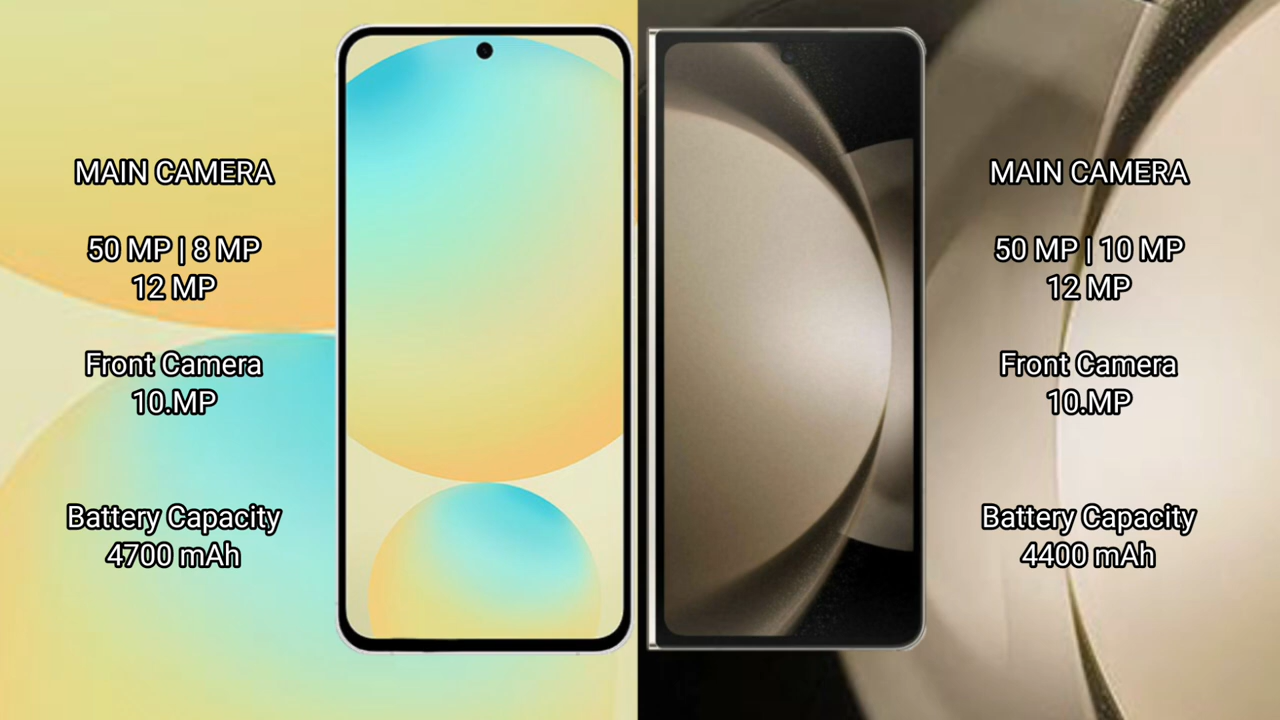 MAIN CAMERA
50 MP | 8 MP
12 MP
Front Camera
10.MP
Battery Capacity
4700 mAh
MAIN CAMERA
50 MP | 10 MP
12 MP
Front Camera
10.MP
Battery Capacity
4400 mAh